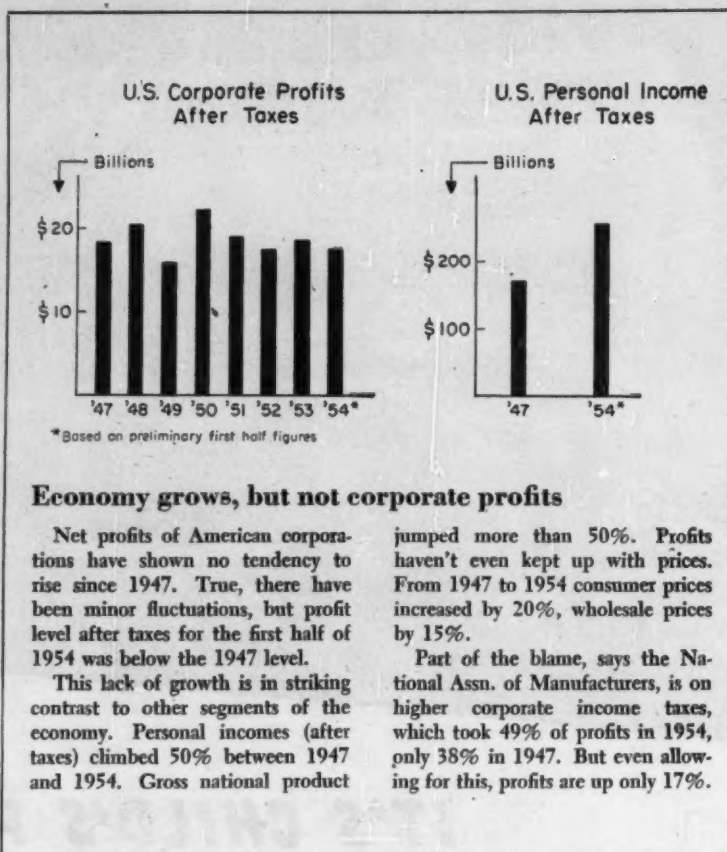 U.S. Corporate Profits
After Taxes
Billions
$20
$10
'47 '48 '49 '50 '51 '52 '53 '54*
*Based on preliminary first half figures
U.S. Personal Income
After Taxes
Billions
$200
$100
'47 '54*
Economy grows, but not corporate profits
Net profits of American corpora-
tions have shown no tendency to
rise since 1947. True, there have
been minor fluctuations, but profit
level after taxes for the first half of
1954 was below the 1947 level.
This lack of growth is in striking
contrast to other segments of the
economy. Personal incomes (after
taxes) climbed 50% between 1947
and 1954. Gross national product
jumped more than 50%. Profits
haven't even kept up with prices.
From 1947 to 1954 consumer prices
increased by 20%, wholesale prices
by 15%.
Part of the blame, says the Na-
tional Assn. of Manufacturers, is on
higher corporate income taxes,
which took 49% of profits in 1954,
only 38% in 1947. But even allow-
ing for this, profits are up only 17%.